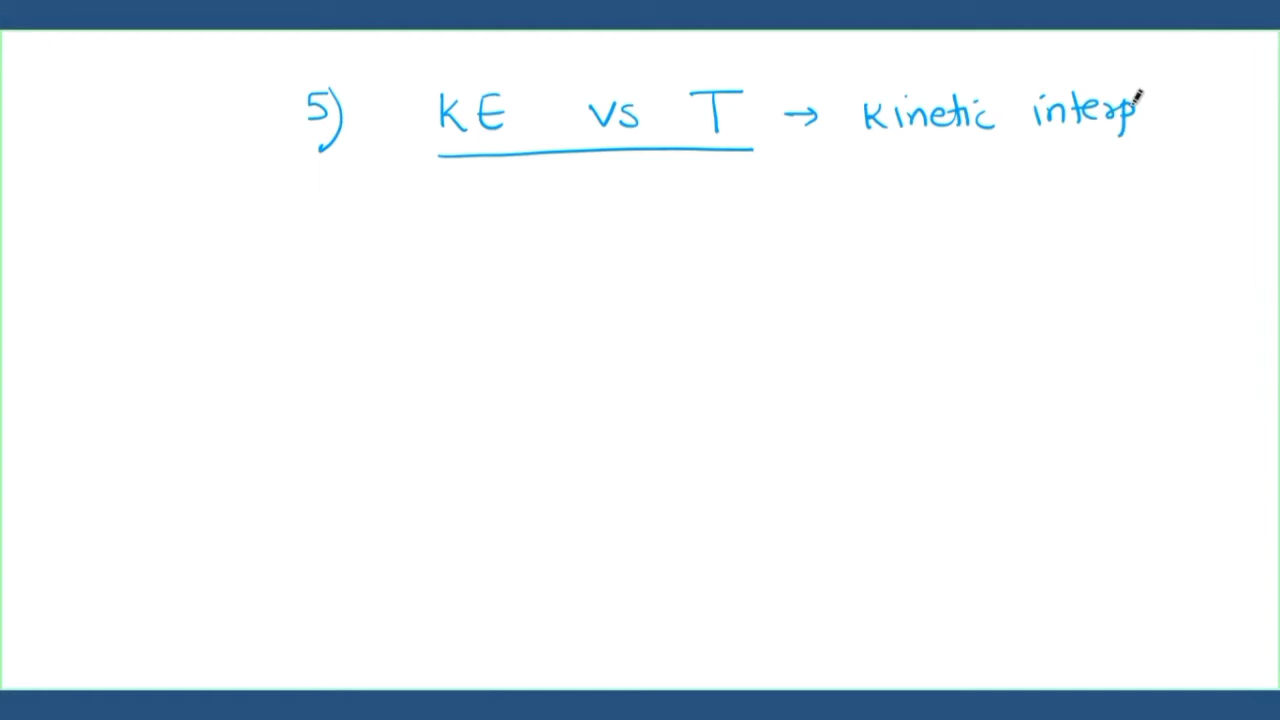 5) KE vs T → Kinetic interp